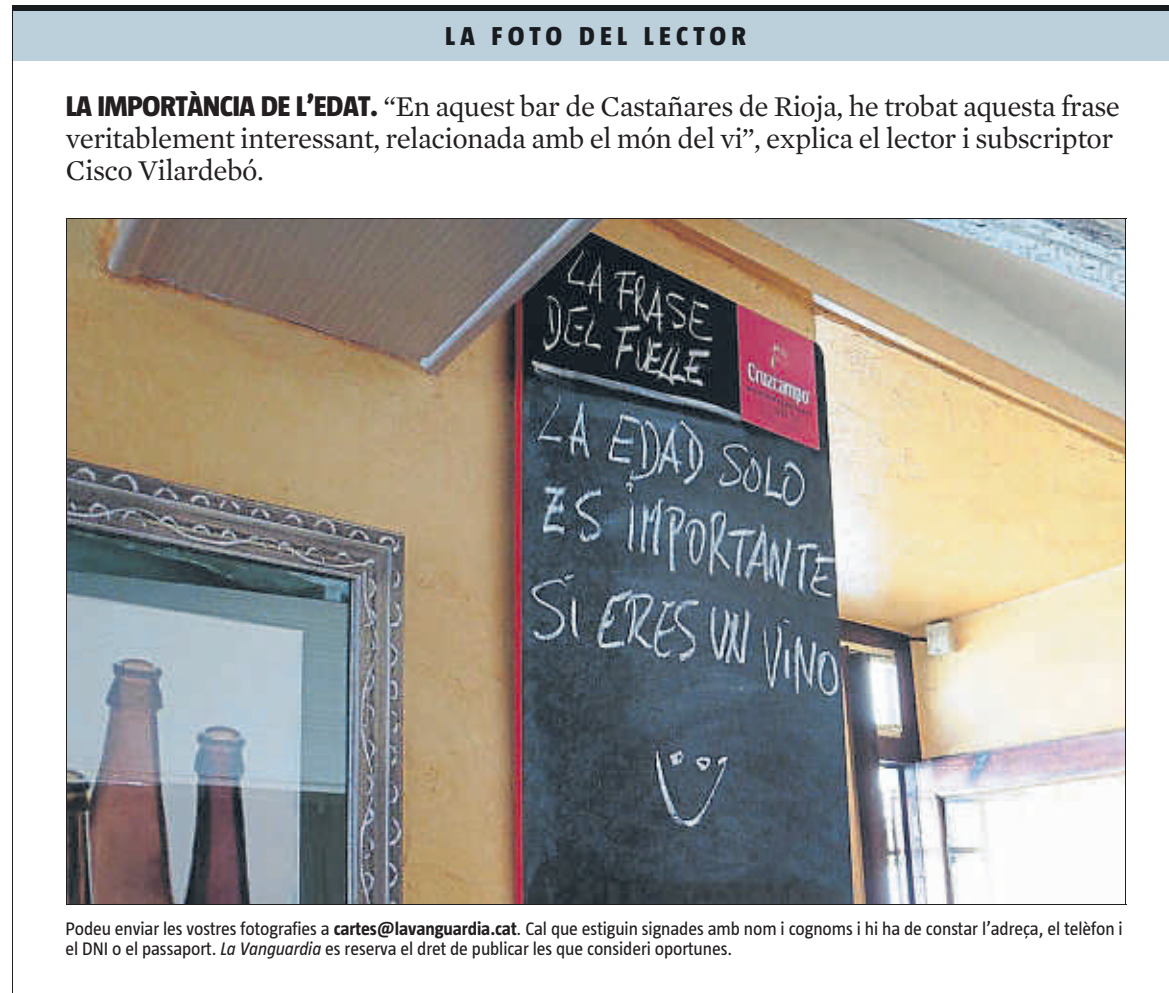 LA FOTO DEL LECTOR
LA IMPORTÀNCIA DE L'EDAT. “En aquest bar de Castañares de Rioja, he trobat aquesta frase
veritablement interessant, relacionada amb el món del vi”, explica el lector i subscriptor
Cisco Vilardebó.
LA FRASE
DEL FUELLE
Cruzcampo
LA EDAD SOLO
ES IMPORTANTE
SI ERES UN VINO
Podeu enviar les vostres fotografies a cartes@lavanguardia.cat. Cal que estiguin signades amb nom i cognoms i hi ha de constar l'adreça, el telèfon i
el DNI o el passaport. La Vanguardia es reserva el dret de publicar les que consideri oportunes.